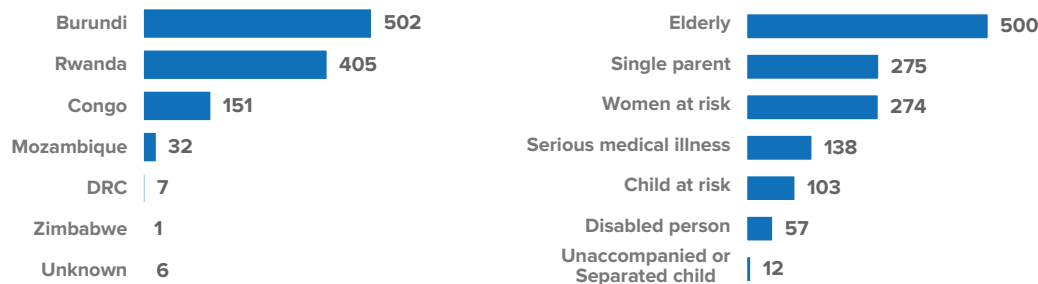 Burundi 502
Rwanda 405
Congo 151
Mozambique 32
DRC 7
Zimbabwe 1
Unknown 6
Elderly 500
Single parent 275
Women at risk 274
Serious medical illness 138
Child at risk 103
Disabled person 57
Unaccompanied or
Separated child 12